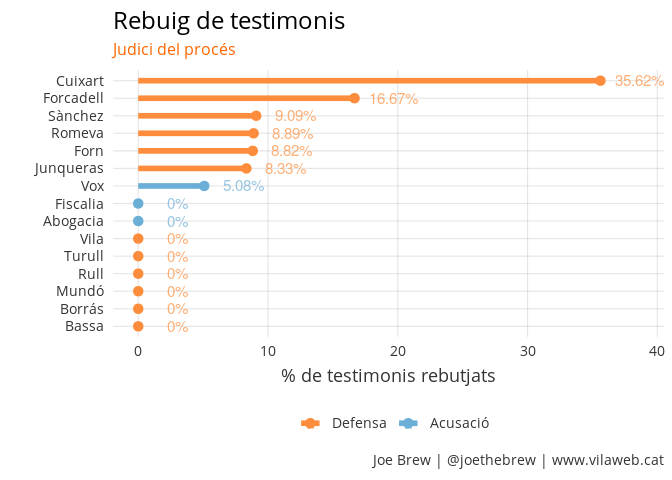 Rebuig de testimonis
Judici del procés
Cuixart 35.62%
Forcadell 16.67%
Sànchez 9.09%
Romeva 8.89%
Forn 8.82%
Junqueras 8.33%
Vox 5.08%
Fiscalia 0%
Abogacia 0%
Vila 0%
Turull 0%
Rull 0%
Mundó 0%
Borrás 0%
Bassa 0%
0 10 20 30 40
% de testimonis rebutjats
Defensa Acusació
Joe Brew | @joethebrew | www.vilaweb.cat